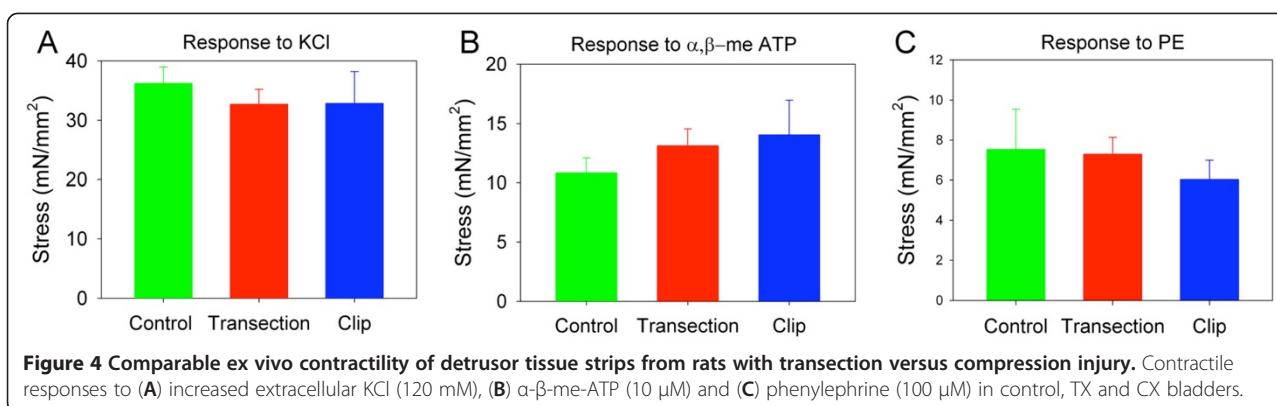 A
Response to KCl
Stress (mN/mm²)
40
30
20
10
0
Control Transection Clip
B
Response to α,β–me ATP
Stress (mN/mm²)
20
15
10
5
0
Control Transection Clip
C
Response to PE
Stress (mN/mm²)
12
10
8
6
4
2
0
Control Transection Clip
Figure 4 Comparable ex vivo contractility of detrusor tissue strips from rats with transection versus compression injury. Contractile
responses to (A) increased extracellular KCl (120 mM), (B) α-β-me-ATP (10 μM) and (C) phenylephrine (100 μM) in control, TX and CX bladders.